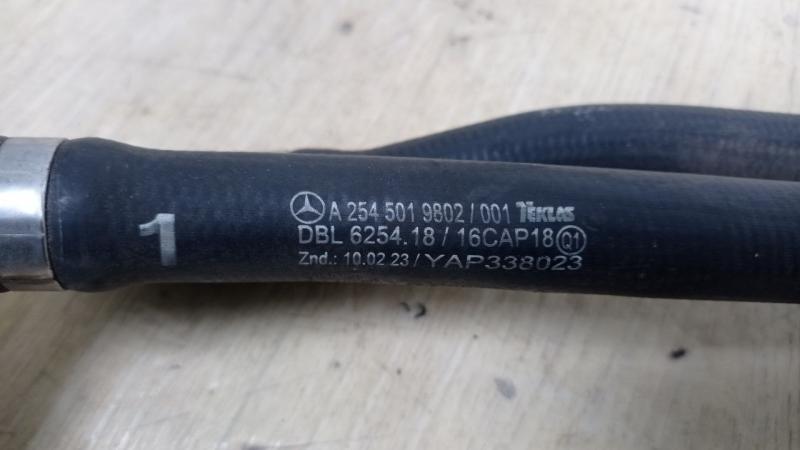 1
A 254 501 9802 / 001 TEKLAS
DBL 6254.18 / 16CAP18 Q1
Znd.: 10.02 23 / YAP338023